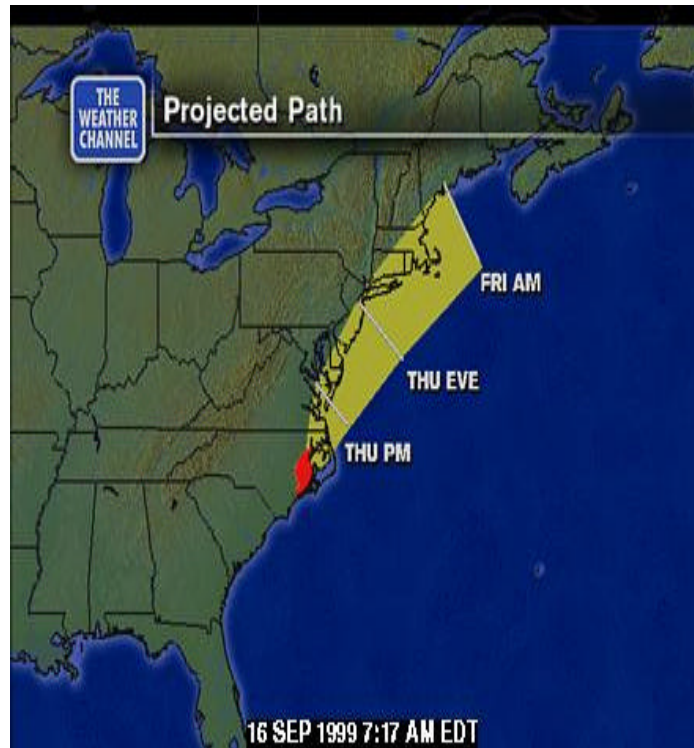 THE
WEATHER
CHANNEL
Projected Path
FRI AM
THU EVE
THU PM
16 SEP 1999 7:17 AM EDT